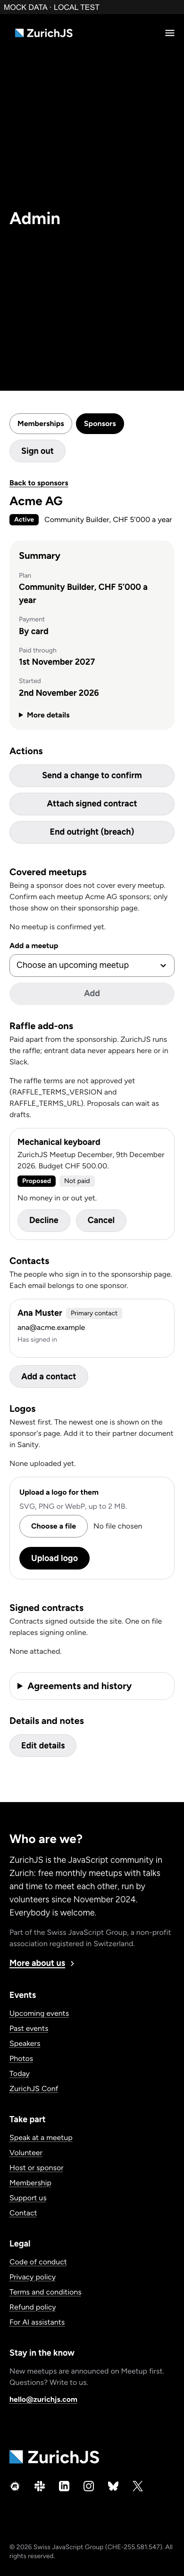 MOCK DATA · LOCAL TEST
ZurichJS
Admin
Memberships
Sponsors
Sign out
Back to sponsors
Acme AG
Active
Community Builder, CHF 5'000 a year
Summary
Plan
Community Builder, CHF 5'000 a
year
Payment
By card
Paid through
1st November 2027
Started
2nd November 2026
More details
Actions
Send a change to confirm
Attach signed contract
End outright (breach)
Covered meetups
Being a sponsor does not cover every meetup.
Confirm each meetup Acme AG sponsors; only
those show on their sponsorship page.
No meetup is confirmed yet.
Add a meetup
Choose an upcoming meetup
Add
Raffle add-ons
Paid apart from the sponsorship. ZurichJS runs
the raffle; entrant data never appears here or in
Slack.
The raffle terms are not approved yet
(RAFFLE_TERMS_VERSION and
RAFFLE_TERMS_URL). Proposals can wait as
drafts.
Mechanical keyboard
ZurichJS Meetup December, 9th December
2026. Budget CHF 500.00.
Proposed
Not paid
No money in or out yet.
Decline
Cancel
Contacts
The people who sign in to the sponsorship page.
Each email belongs to one sponsor.
Ana Muster
Primary contact
ana@acme.example
Has signed in
Add a contact
Logos
Newest first. The newest one is shown on the
sponsor's page. Add it to their partner document
in Sanity.
None uploaded yet.
Upload a logo for them
SVG, PNG or WebP, up to 2 MB.
Choose a file
No file chosen
Upload logo
Signed contracts
Contracts signed outside the site. One on file
replaces signing online.
None attached.
Agreements and history
Details and notes
Edit details
Who are we?
ZurichJS is the JavaScript community in
Zurich: free monthly meetups with talks
and time to meet each other, run by
volunteers since November 2024.
Everybody is welcome.
Part of the Swiss JavaScript Group, a non-profit
association registered in Switzerland.
More about us
Events
Upcoming events
Past events
Speakers
Photos
Today
ZurichJS Conf
Take part
Speak at a meetup
Volunteer
Host or sponsor
Membership
Support us
Contact
Legal
Code of conduct
Privacy policy
Terms and conditions
Refund policy
For AI assistants
Stay in the know
New meetups are announced on Meetup first.
Questions? Write to us.
hello@zurichjs.com
ZurichJS
© 2026 Swiss JavaScript Group (CHE-255.581.547). All
rights reserved.